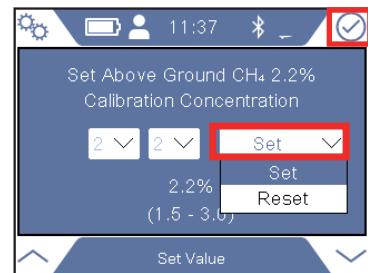 11:37
Set Above Ground CH₄ 2.2%
Calibration Concentration
2 2 Set
Set
2.2%
Reset
(1.5 - 3.0)
Set Value